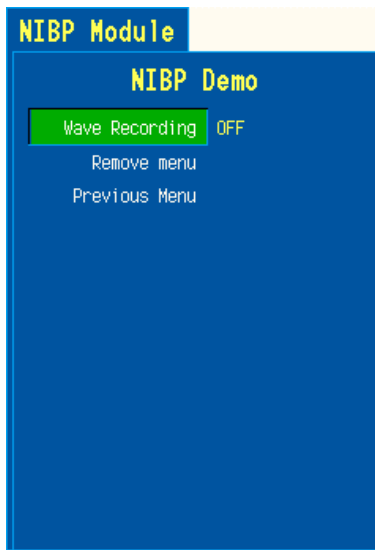 NIBP Module
NIBP Demo
Wave Recording OFF
Remove menu
Previous Menu